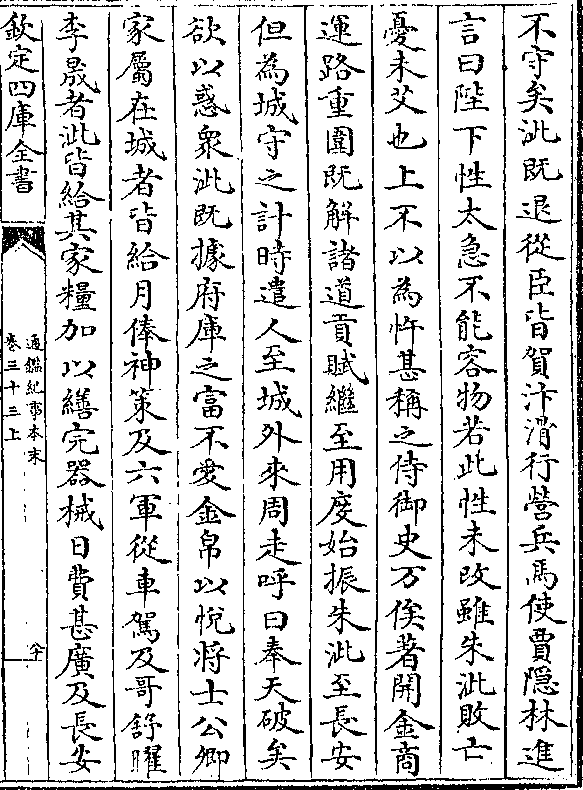 不守矣泚既退從臣皆賀汴滑行營兵馬使賈隱林進
言曰陛下性太急不能容物若此性未改雖朱泚敗亡
憂未艾也上不以為忤甚稱之侍御史万俟著開金商
運路重圍既解諸道貢賦繼至用度始振朱泚至長安
但為城守之計時遣人至城外來周走呼曰奉天破矣
欲以惑衆泚既據府庫之富不愛金帛以悅將士公卿
家屬在城者皆給月俸神策及六軍從車駕及哥舒曜
李晟者泚皆給其家糧加以繕完器械日費甚廣及長安
欽定四庫全書
通鑑紀事本末
卷三十三上